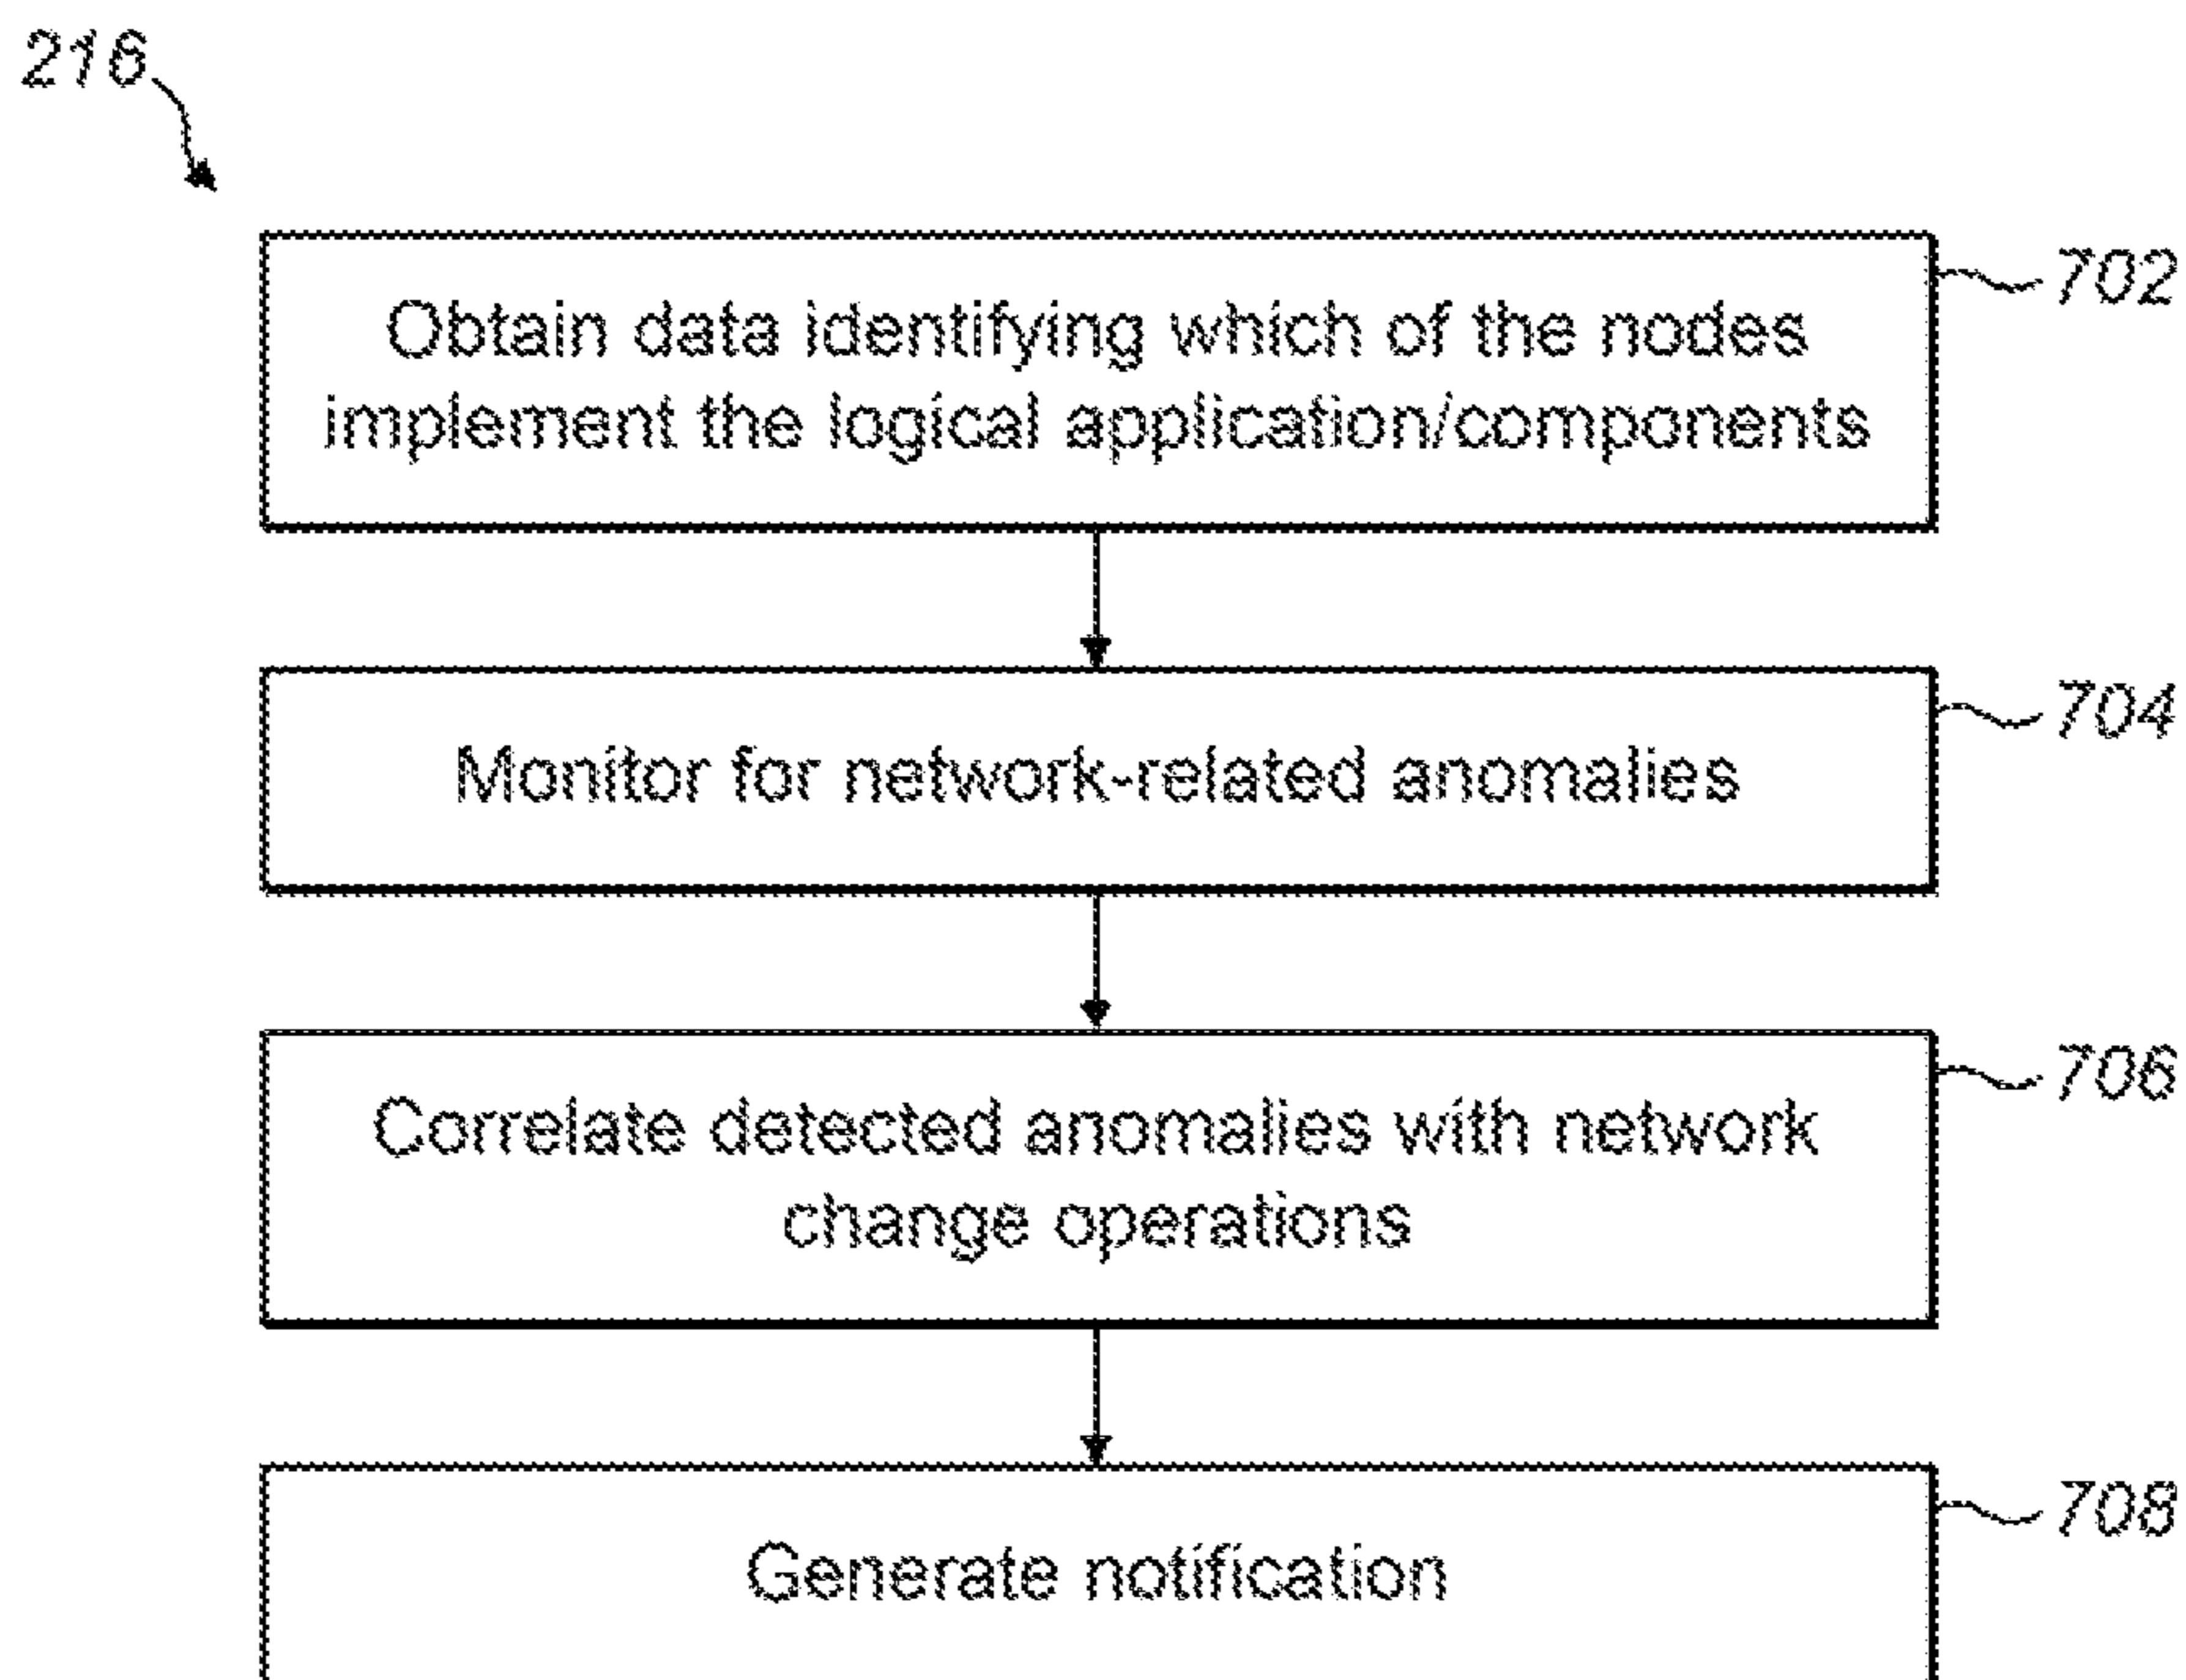 216
Obtain data identifying which of the nodes
implement the logical application/components
702
Monitor for network-related anomalies
704
Correlate detected anomalies with network
change operations
706
Generate notification
708